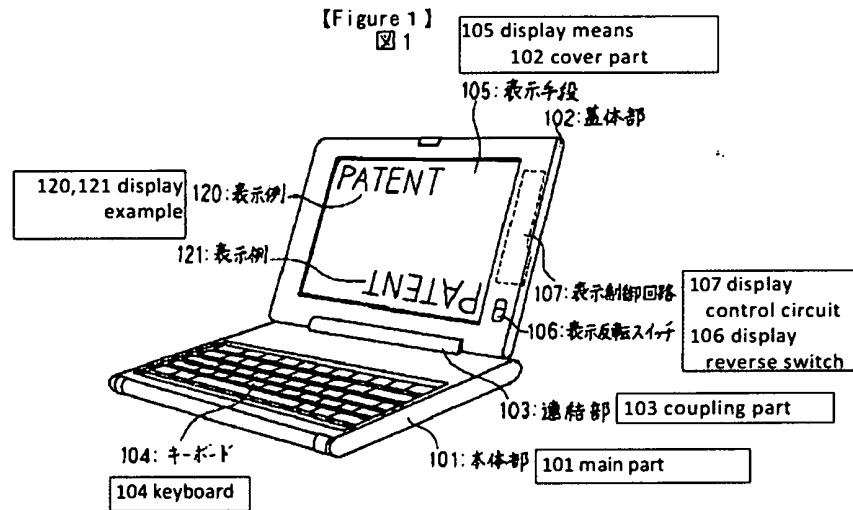 【Figure 1】
図1
105 display means
102 cover part
105:表示手段
102:蓋体部
PATENT
120,121 display
example
120:表示例
121:表示例
PATENT
107:表示制御回路
107 display
control circuit
106 display
reverse switch
106:表示反転スイッチ
103:連結部
103 coupling part
104:キーボード
101:本体部
101 main part
104 keyboard